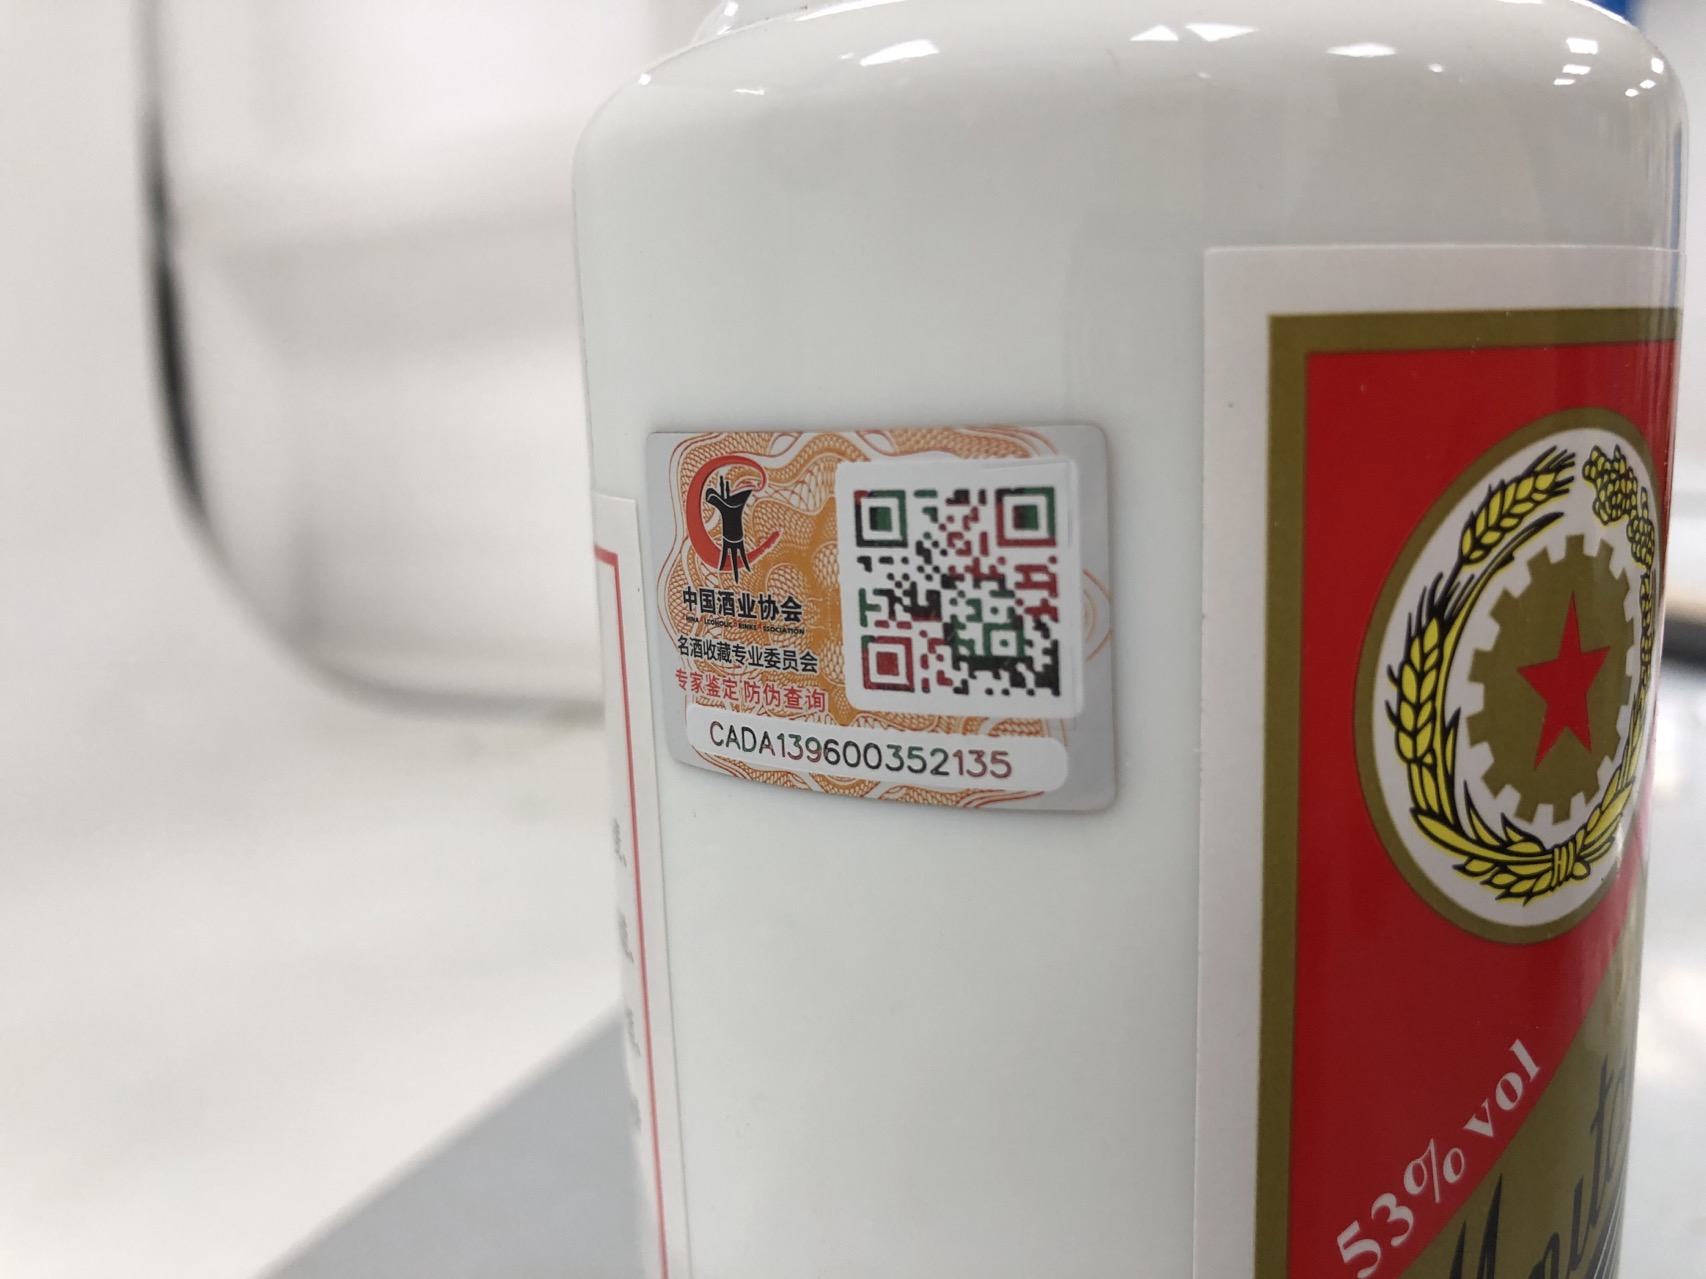 中国酒业协会
名酒收藏专业委员会
专家鉴定 防伪查询
CADA139600352135
53% vol